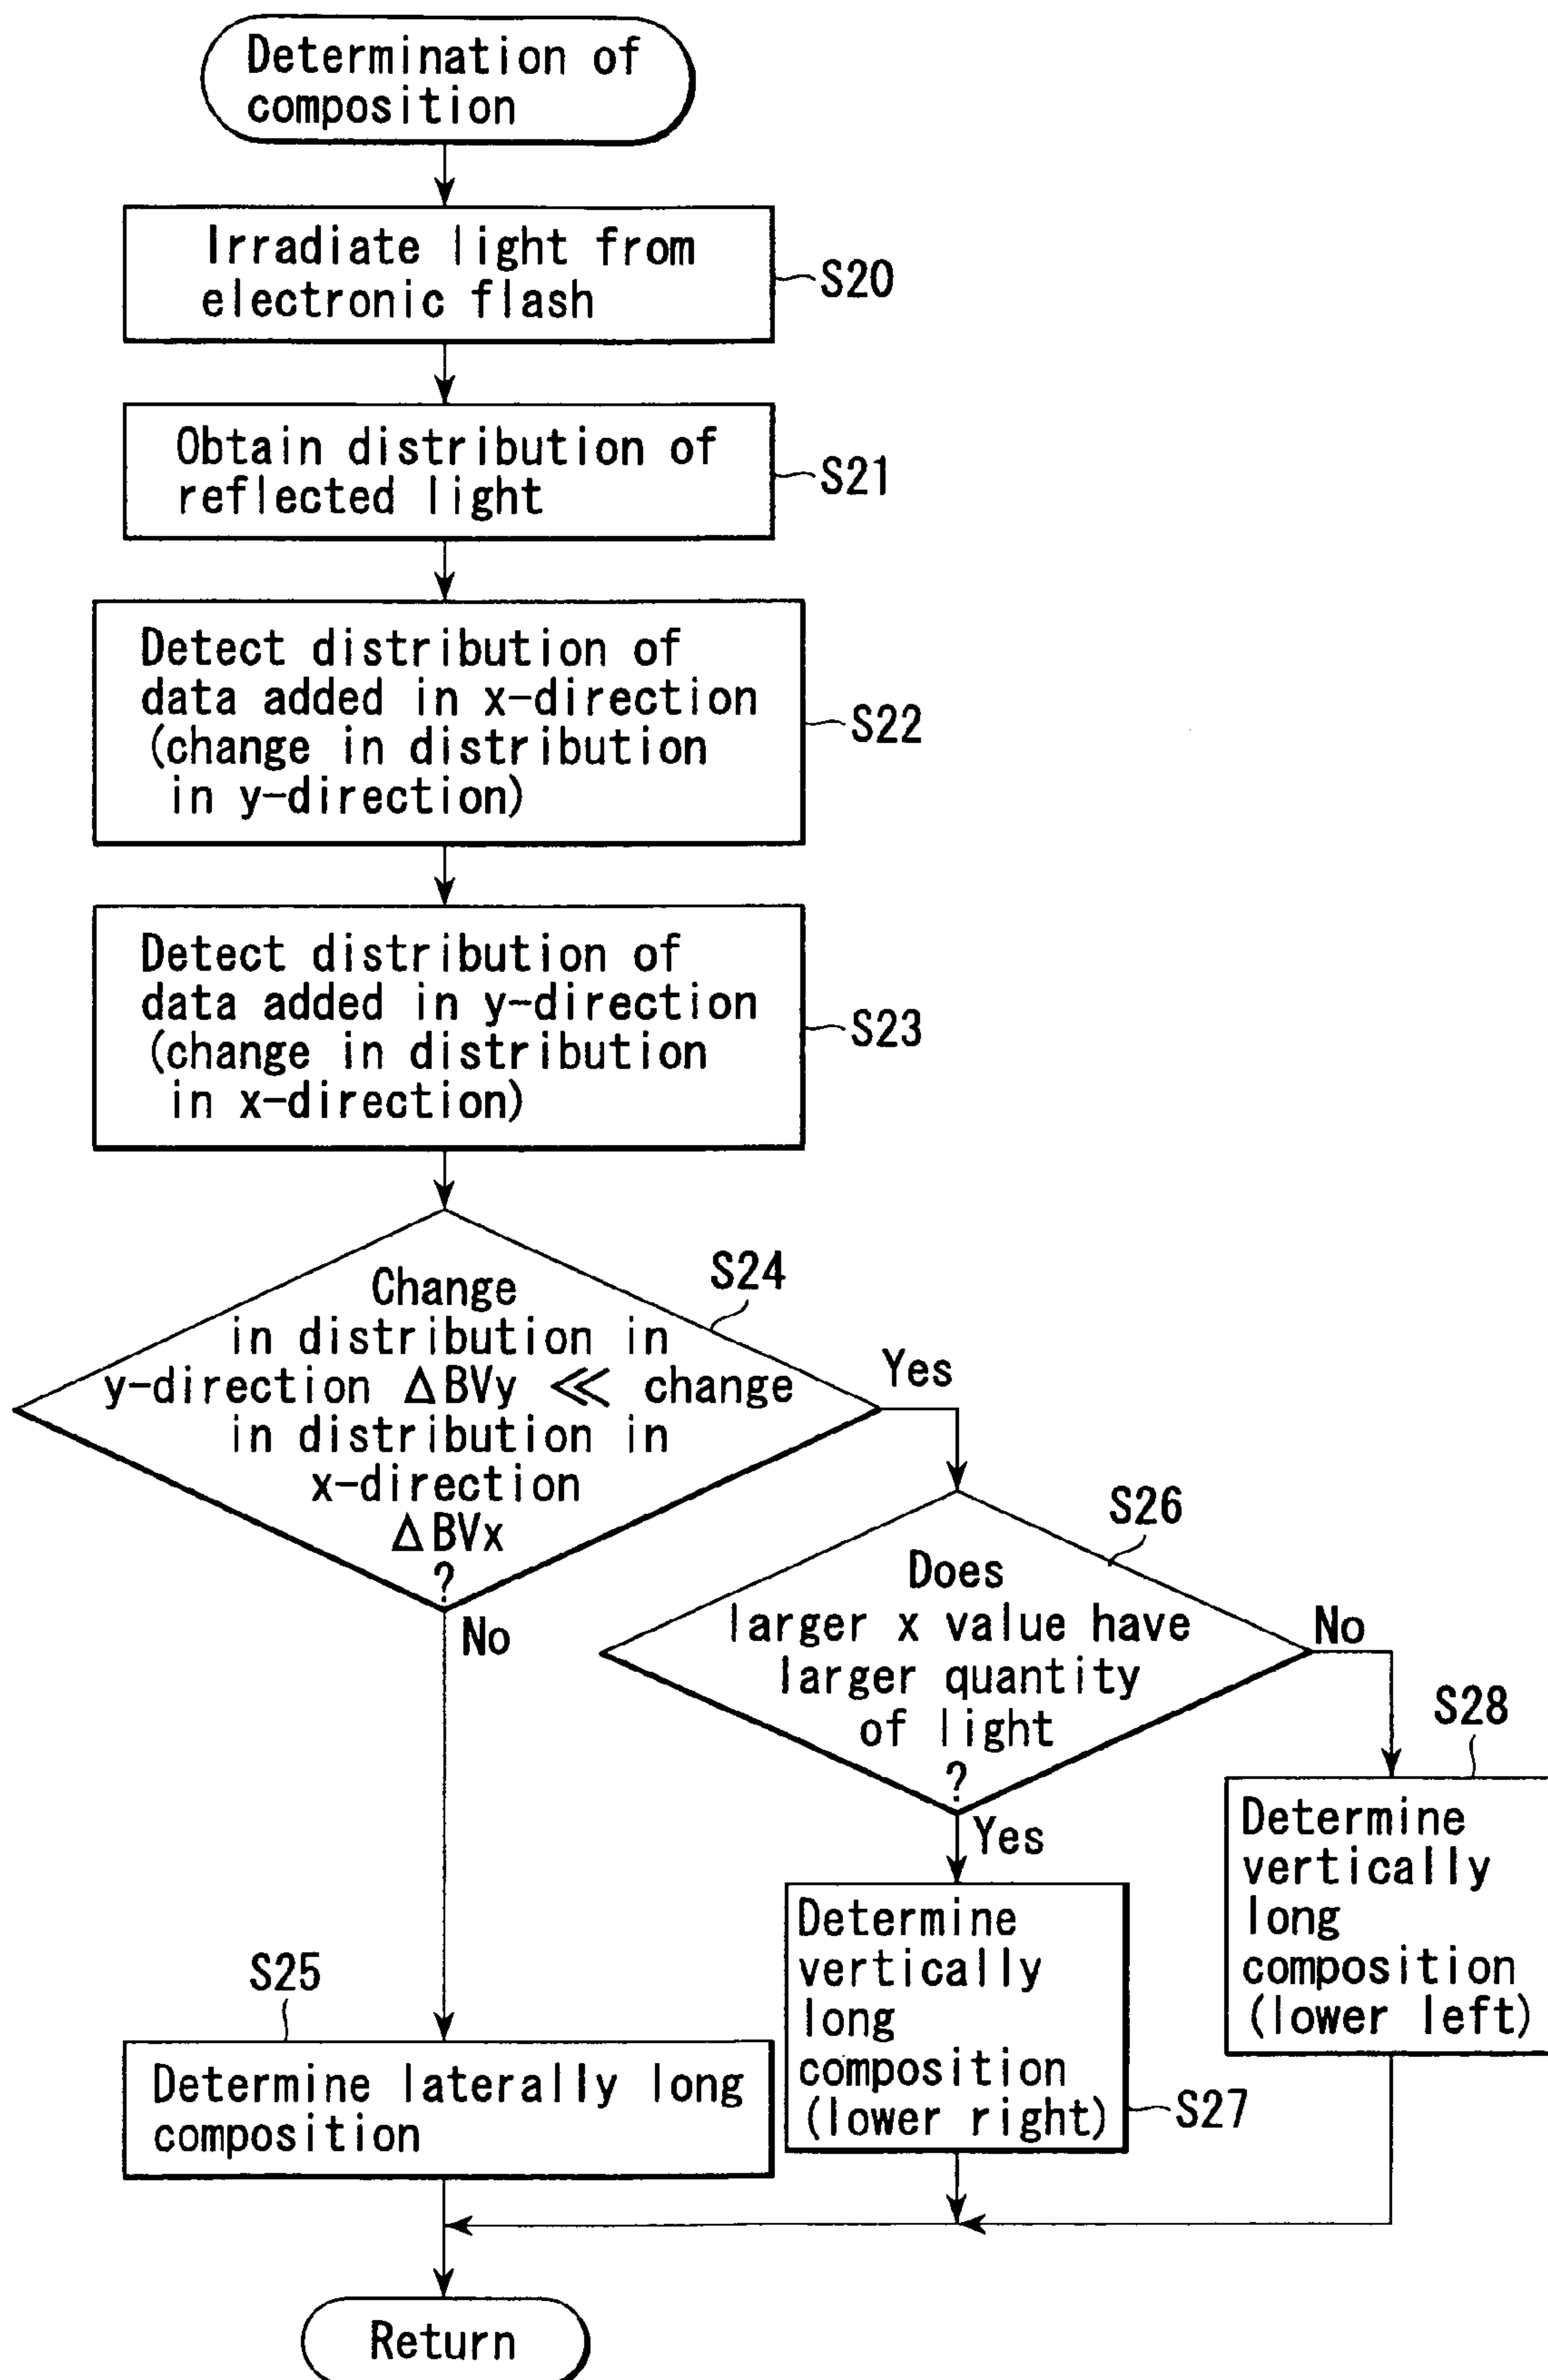 Determination of
composition
Irradiate light from
electronic flash
S20
Obtain distribution of
reflected light
S21
Detect distribution of
data added in x-direction
(change in distribution
in y-direction)
S22
Detect distribution of
data added in y-direction
(change in distribution
in x-direction)
S23
S24
Change
in distribution in
y-direction ΔBVy ≪ change
in distribution in
x-direction
ΔBVx
?
Yes
No
S26
Does
larger x value have
larger quantity
of light
?
No
Yes
S28
Determine
vertically
long
composition
(lower left)
Determine
vertically
long
composition
(lower right)
S27
S25
Determine laterally long
composition
Return